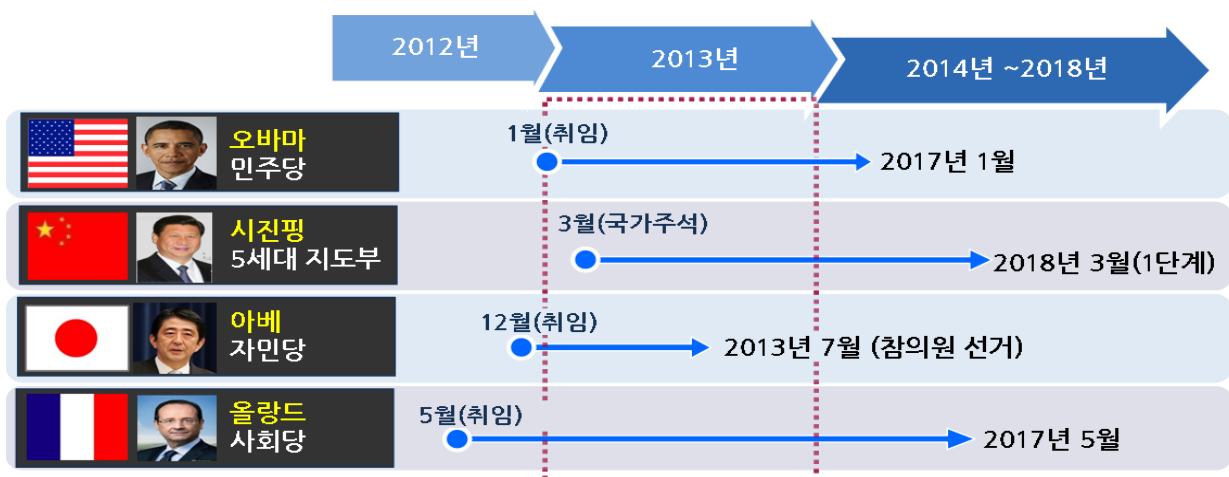 2012년
2013년
2014년 ~2018년
오바마
민주당
1월(취임)
2017년 1월
시진핑
5세대 지도부
3월(국가주석)
2018년 3월(1단계)
아베
자민당
12월(취임)
2013년 7월 (참의원 선거)
올랑드
사회당
5월(취임)
2017년 5월